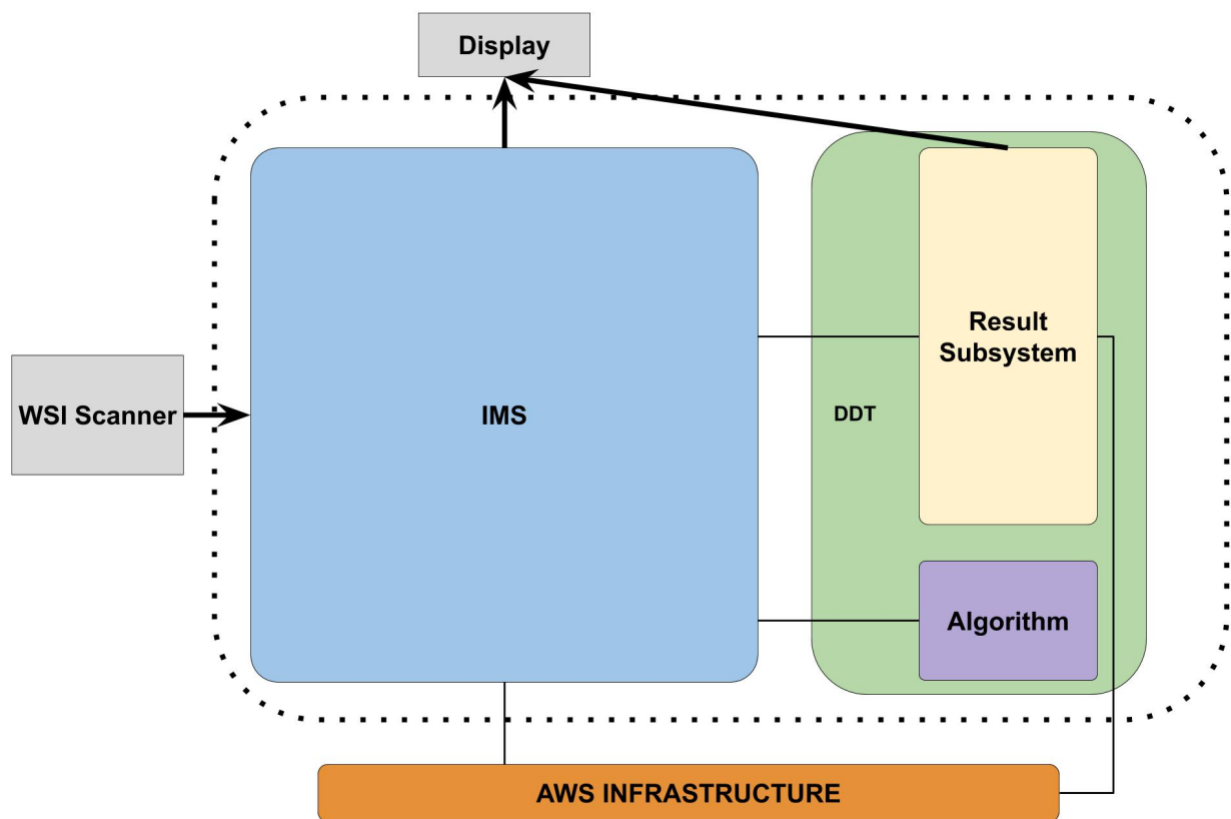 Display
WSI Scanner
IMS
DDT
Result
Subsystem
Algorithm
AWS INFRASTRUCTURE